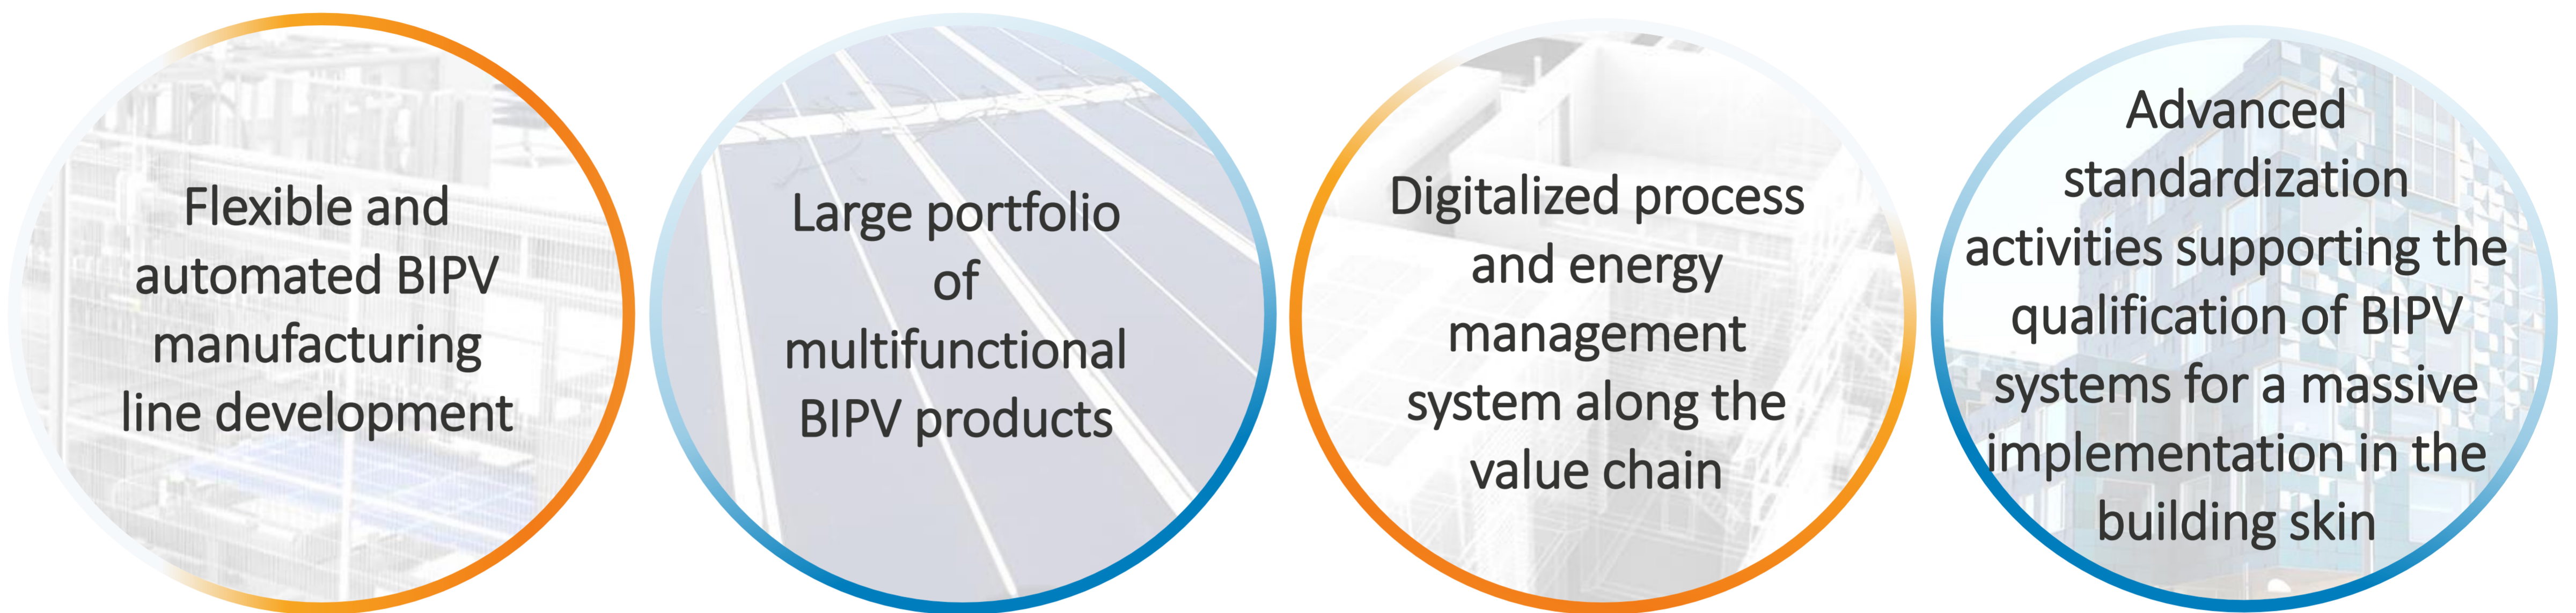 Flexible and
automated BIPV
manufacturing
line development
Large portfolio
of
multifunctional
BIPV products
Digitalized process
and energy
management
system along the
value chain
Advanced
standardization
activities supporting the
qualification of BIPV
systems for a massive
implementation in the
building skin